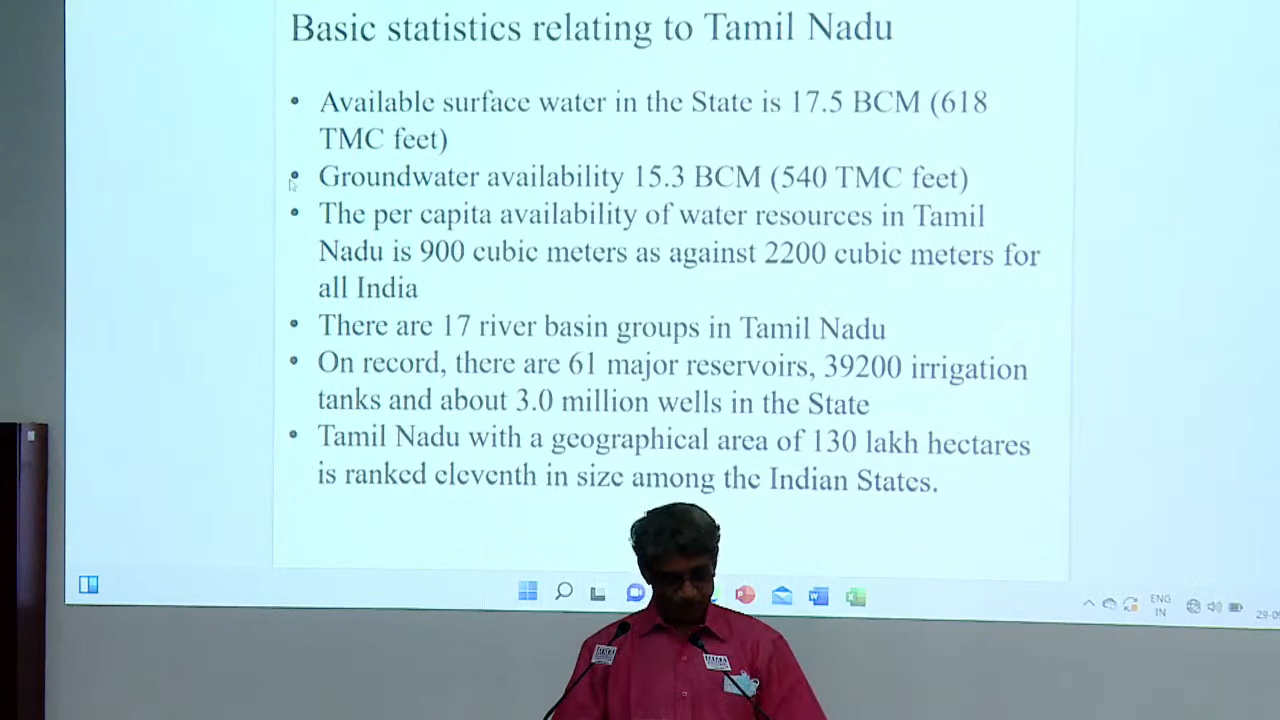 Basic statistics relating to Tamil Nadu
• Available surface water in the State is 17.5 BCM (618
TMC feet)
• Groundwater availability 15.3 BCM (540 TMC feet)
• The per capita availability of water resources in Tamil
Nadu is 900 cubic meters as against 2200 cubic meters for
all India
• There are 17 river basin groups in Tamil Nadu
• On record, there are 61 major reservoirs, 39200 irrigation
tanks and about 3.0 million wells in the State
• Tamil Nadu with a geographical area of 130 lakh hectares
is ranked eleventh in size among the Indian States.
ENG
IN